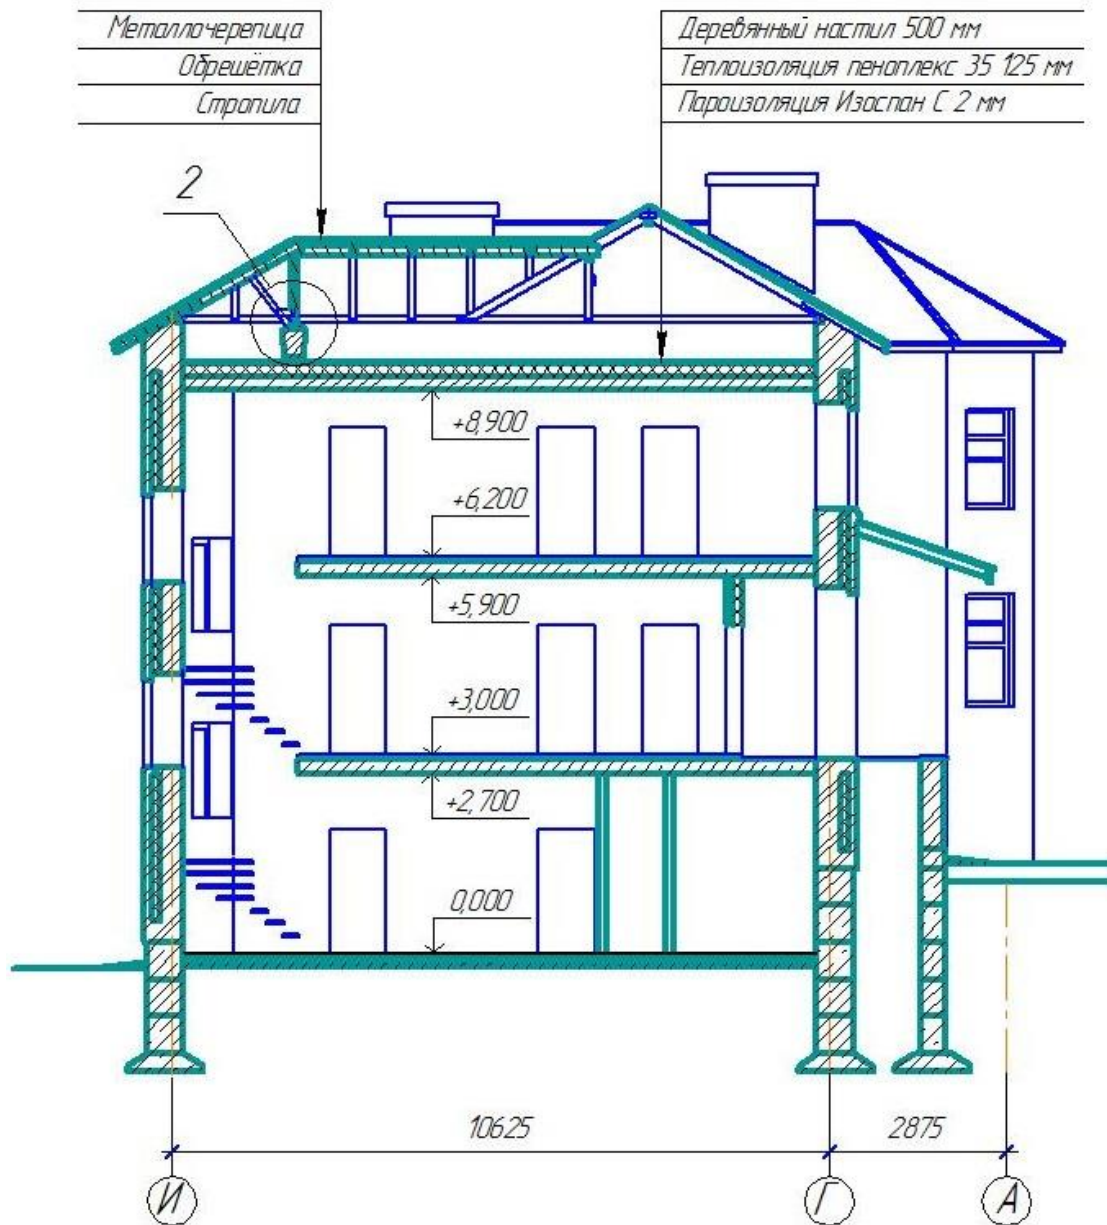 Металлочерепица
Обрешётка
Стропила
Деревянный настил 500 мм
Теплоизоляция пеноплекс 35 125 мм
Пароизоляция Изоспан С 2 мм
2
+8,900
+6,200
+5,900
+3,000
+2,700
0,000
10625
2875
И
Г
А